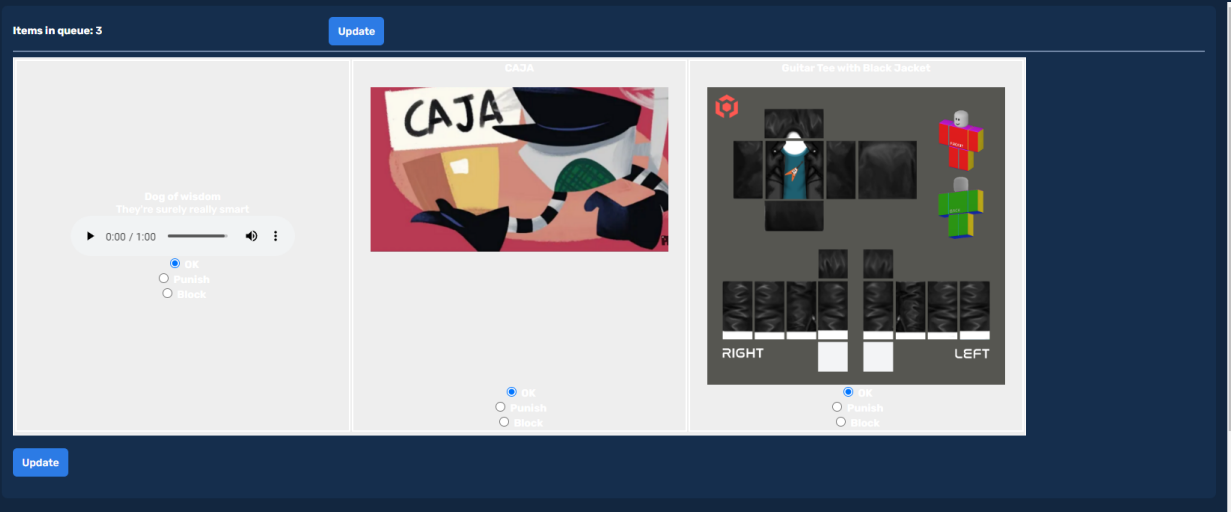 Items in queue: 3
Update
Dog of wisdom
They're surely really smart
0:00 / 1:00
OK
Punish
Block
CAJA
CAJA
OK
Punish
Block
Guitar Tee with Black Jacket
RIGHT
LEFT
OK
Punish
Block
Update